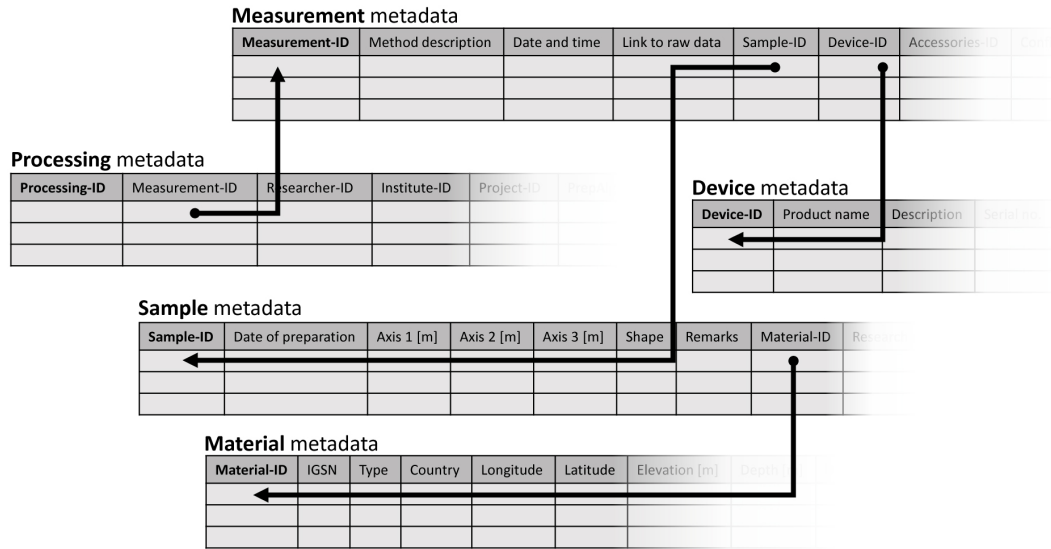 Measurement metadata
Measurement-ID Method description Date and time Link to raw data Sample-ID Device-ID Accessories-ID
Processing metadata
Processing-ID Measurement-ID Researcher-ID Institute-ID Project-ID
Device metadata
Device-ID Product name Description Serial no.
Sample metadata
Sample-ID Date of preparation Axis 1 [m] Axis 2 [m] Axis 3 [m] Shape Remarks Material-ID
Material metadata
Material-ID IGSN Type Country Longitude Latitude Elevation [m] Depth [m]